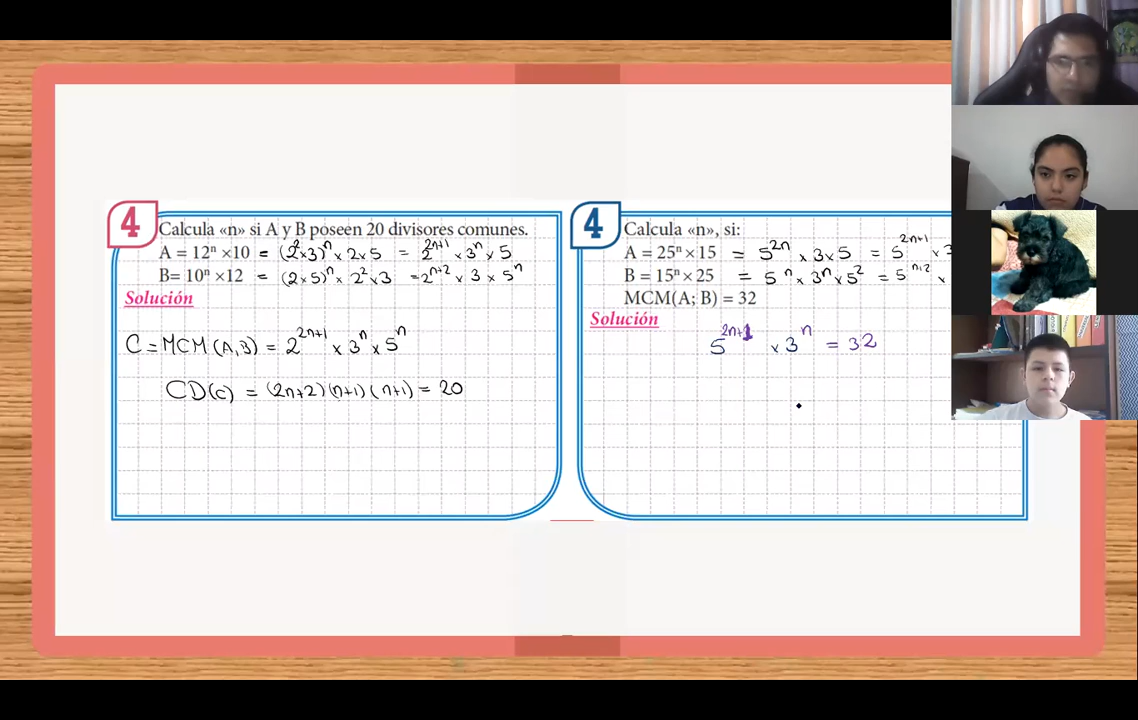 4
Calcula «n» si A y B poseen 20 divisores comunes.
A = 12ⁿ ×10 = (2²×3)ⁿ × 2×5 = 2²ⁿ⁺¹ ×3ⁿ × 5
B= 10ⁿ ×12 = (2×5)ⁿ × 2² ×3 =2ⁿ⁺² × 3 × 5ⁿ
Solución
C = MCM (A,B) = 2²ⁿ⁺¹ × 3ⁿ × 5ⁿ
CD(c) = (2n+2)(n+1)(n+1) = 20
4
Calcula «n», si:
A = 25ⁿ × 15 = 5²ⁿ × 3×5 = 5²ⁿ⁺¹ ×3
B = 15ⁿ × 25 = 5ⁿ × 3ⁿ × 5² = 5ⁿ⁺² ×
MCM(A; B) = 32
Solución
5²ⁿ⁺¹ × 3ⁿ = 32